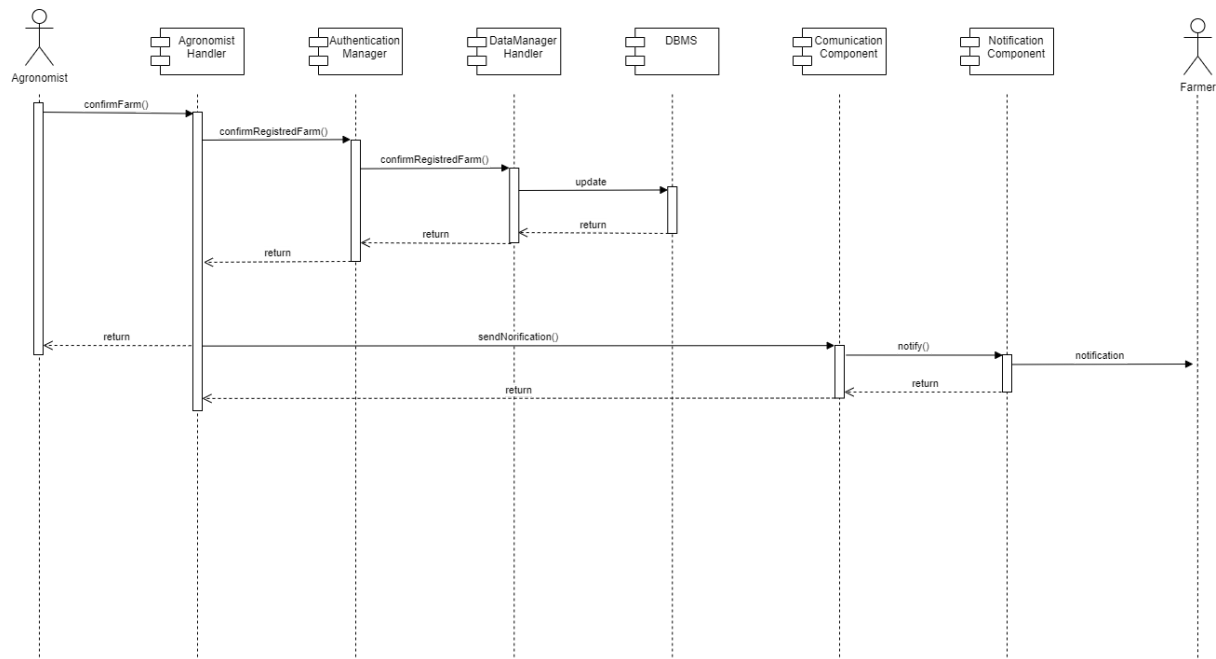 Agronomist
Agronomist
Handler
Authentication
Manager
DataManager
Handler
DBMS
Comunication
Component
Notification
Component
Farmer
confirmFarm()
confirmRegistredFarm()
confirmRegistredFarm()
update
return
return
return
return
sendNorification()
notify()
notification
return
return